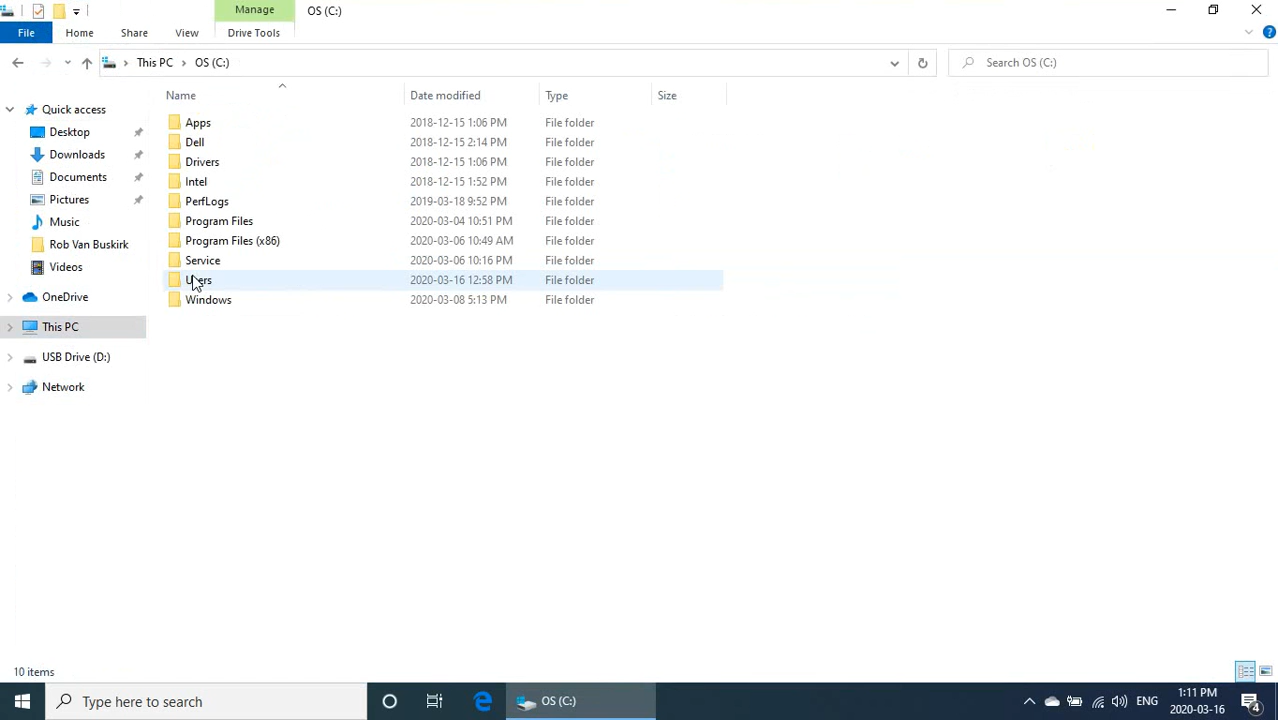 Manage
OS (C:)
File
Home
Share
View
Drive Tools
This PC
OS (C:)
Search OS (C:)
Name
Date modified
Type
Size
Quick access
Desktop
Downloads
Documents
Pictures
Music
Rob Van Buskirk
Videos
OneDrive
This PC
USB Drive (D:)
Network
Apps 2018-12-15 1:06 PM File folder
Dell 2018-12-15 2:14 PM File folder
Drivers 2018-12-15 1:06 PM File folder
Intel 2018-12-15 1:52 PM File folder
PerfLogs 2019-03-18 9:52 PM File folder
Program Files 2020-03-04 10:51 PM File folder
Program Files (x86) 2020-03-06 10:49 AM File folder
Service 2020-03-06 10:16 PM File folder
Users 2020-03-16 12:58 PM File folder
Windows 2020-03-08 5:13 PM File folder
10 items
Type here to search
OS (C:)
ENG
1:11 PM
2020-03-16
4